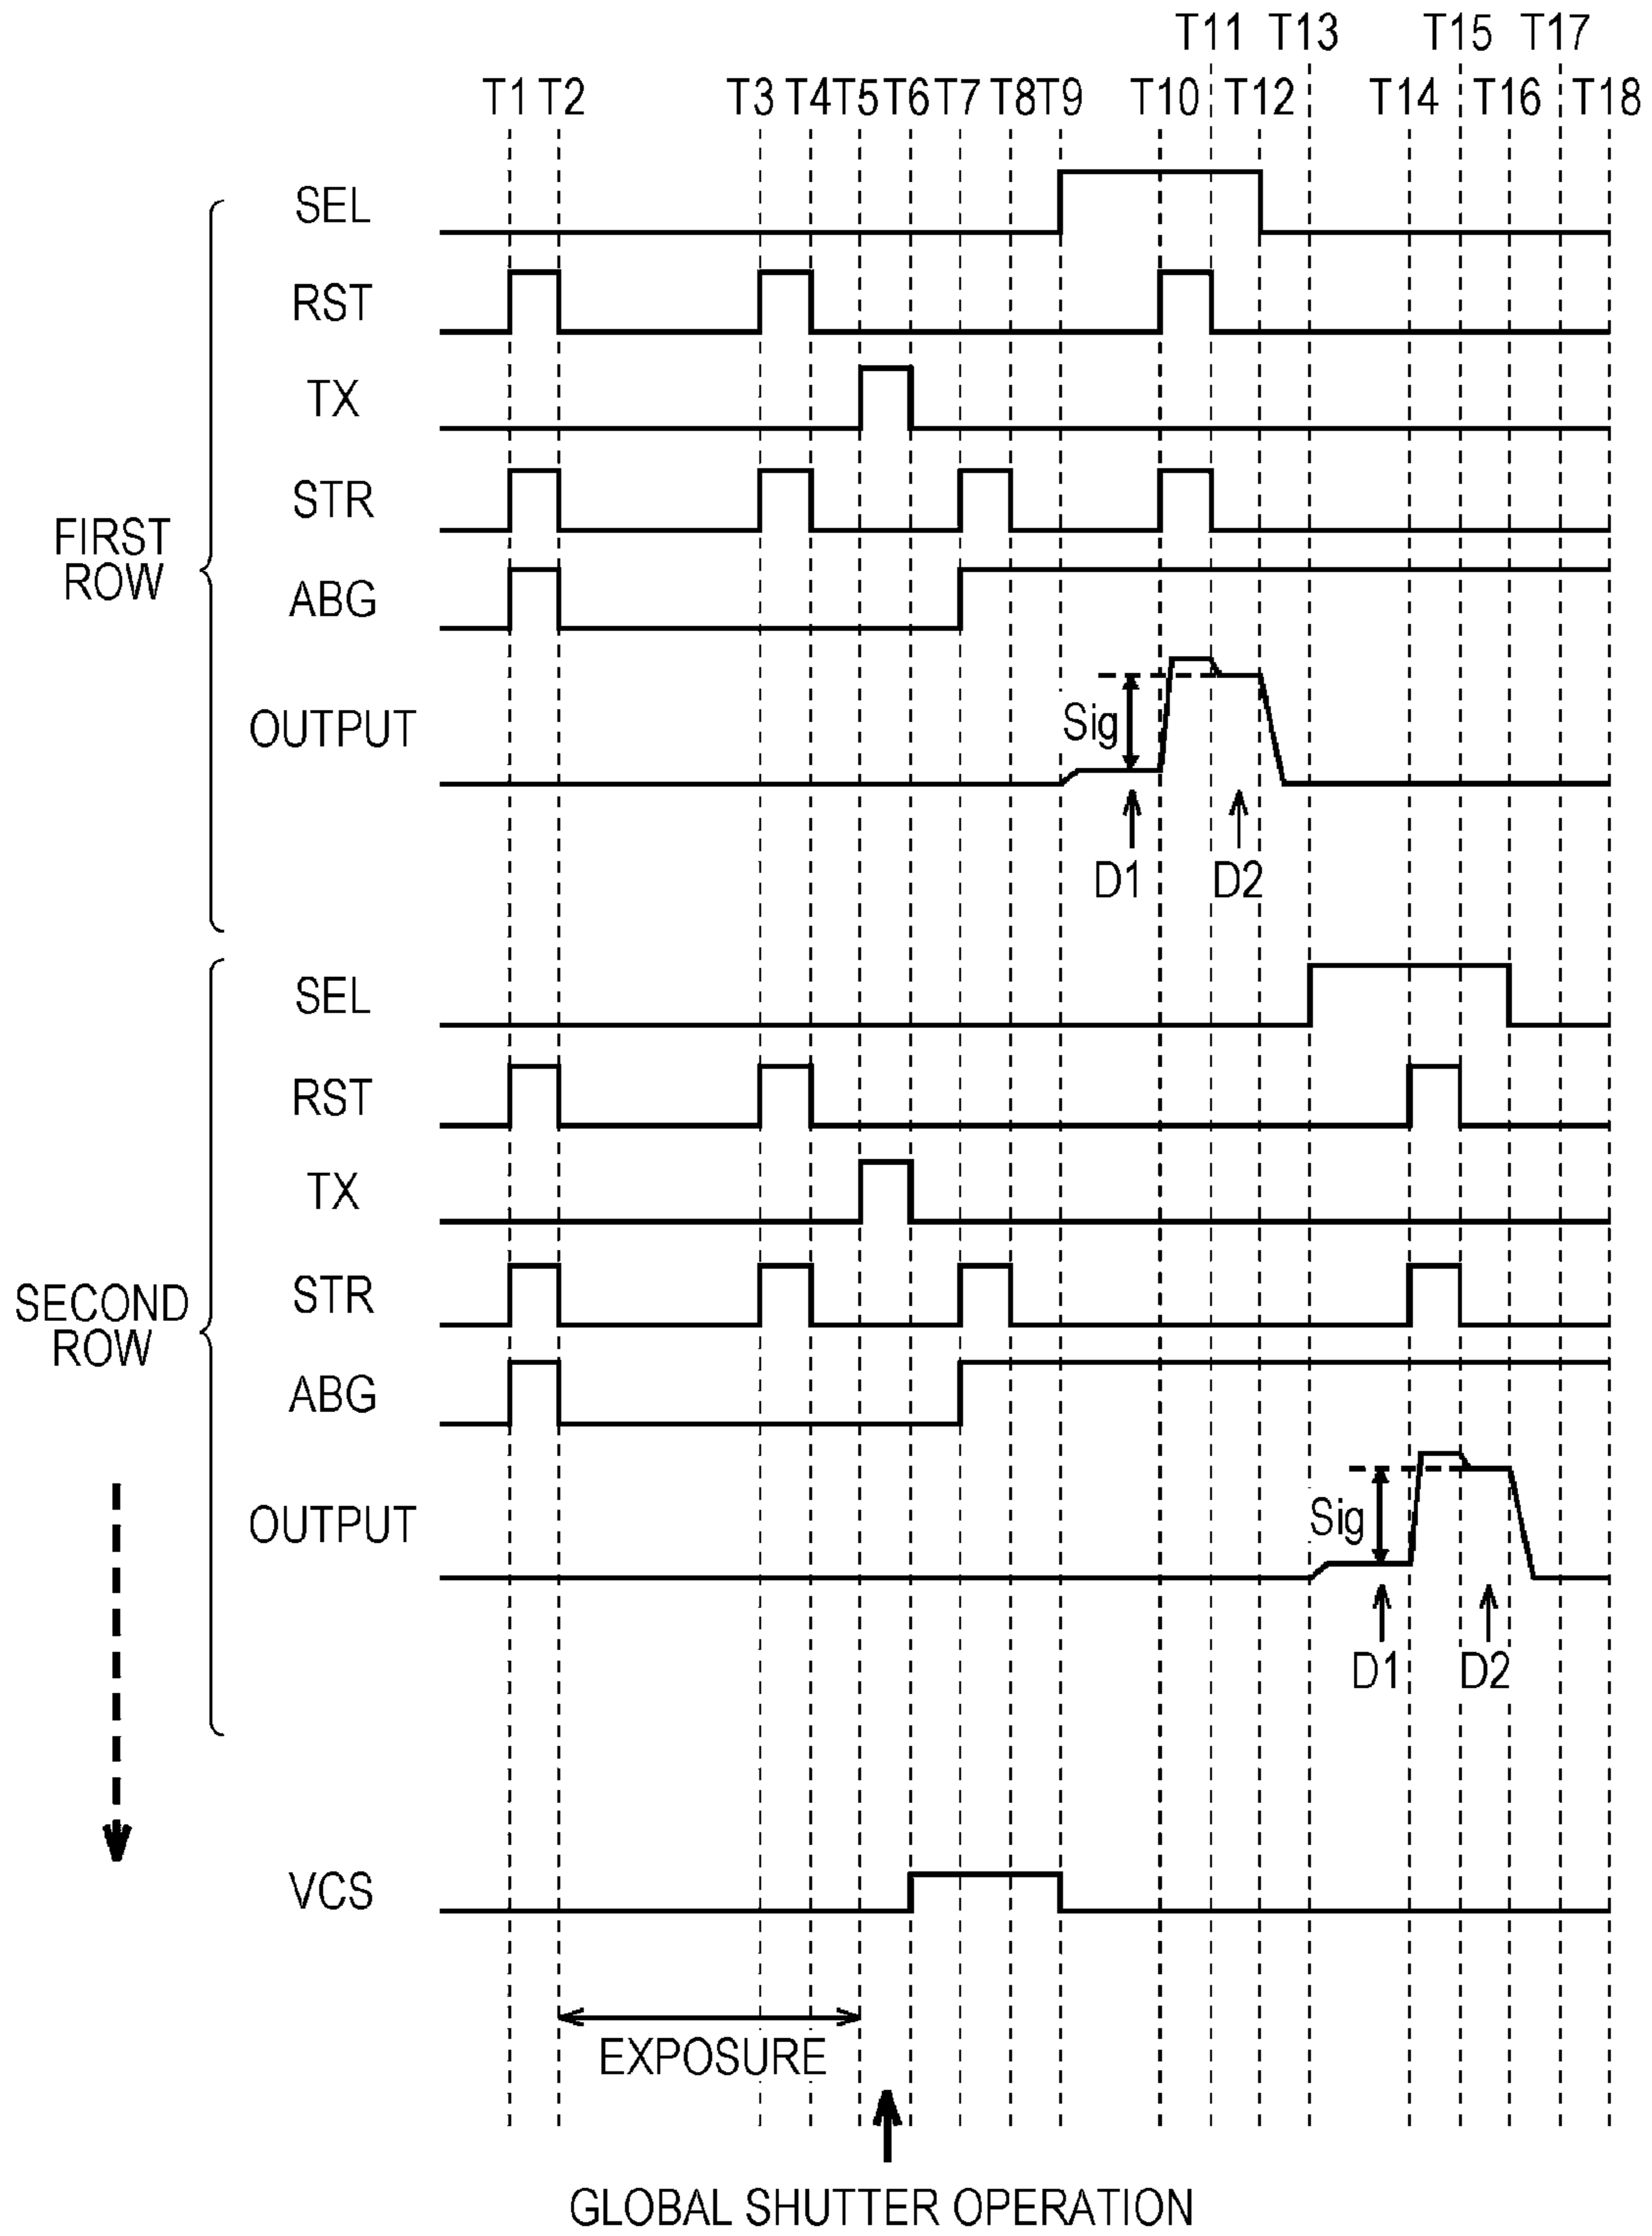 T11 T13 T15 T17
T1 T2 T3 T4 T5 T6 T7 T8 T9 T10 T12 T14 T16 T18
SEL
RST
TX
STR
FIRST
ROW
ABG
OUTPUT
Sig
D1 D2
SEL
RST
TX
STR
SECOND
ROW
ABG
OUTPUT
Sig
D1 D2
VCS
EXPOSURE
GLOBAL SHUTTER OPERATION